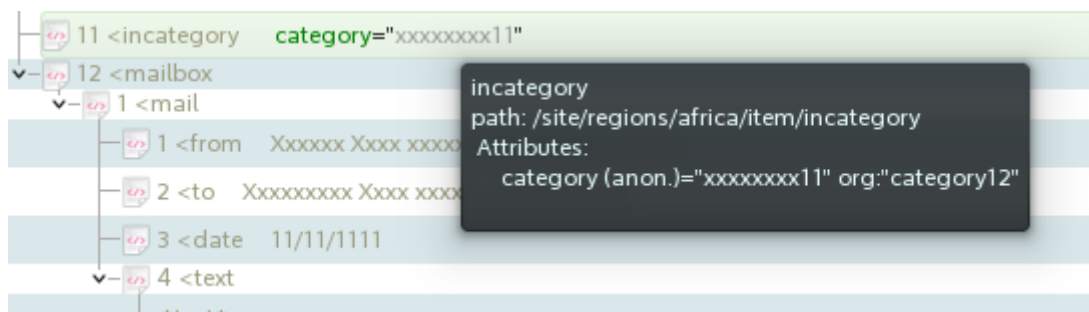 11 <incategory category="xxxxxxxx11"
12 <mailbox
incategory
path: /site/regions/africa/item/incategory
Attributes:
category (anon.)="xxxxxxxx11" org:"category12"
1 <mail
1 <from Xxxxxx Xxxx xxxxx
2 <to Xxxxxxxxx Xxxx xxxx
3 <date 11/11/1111
4 <text